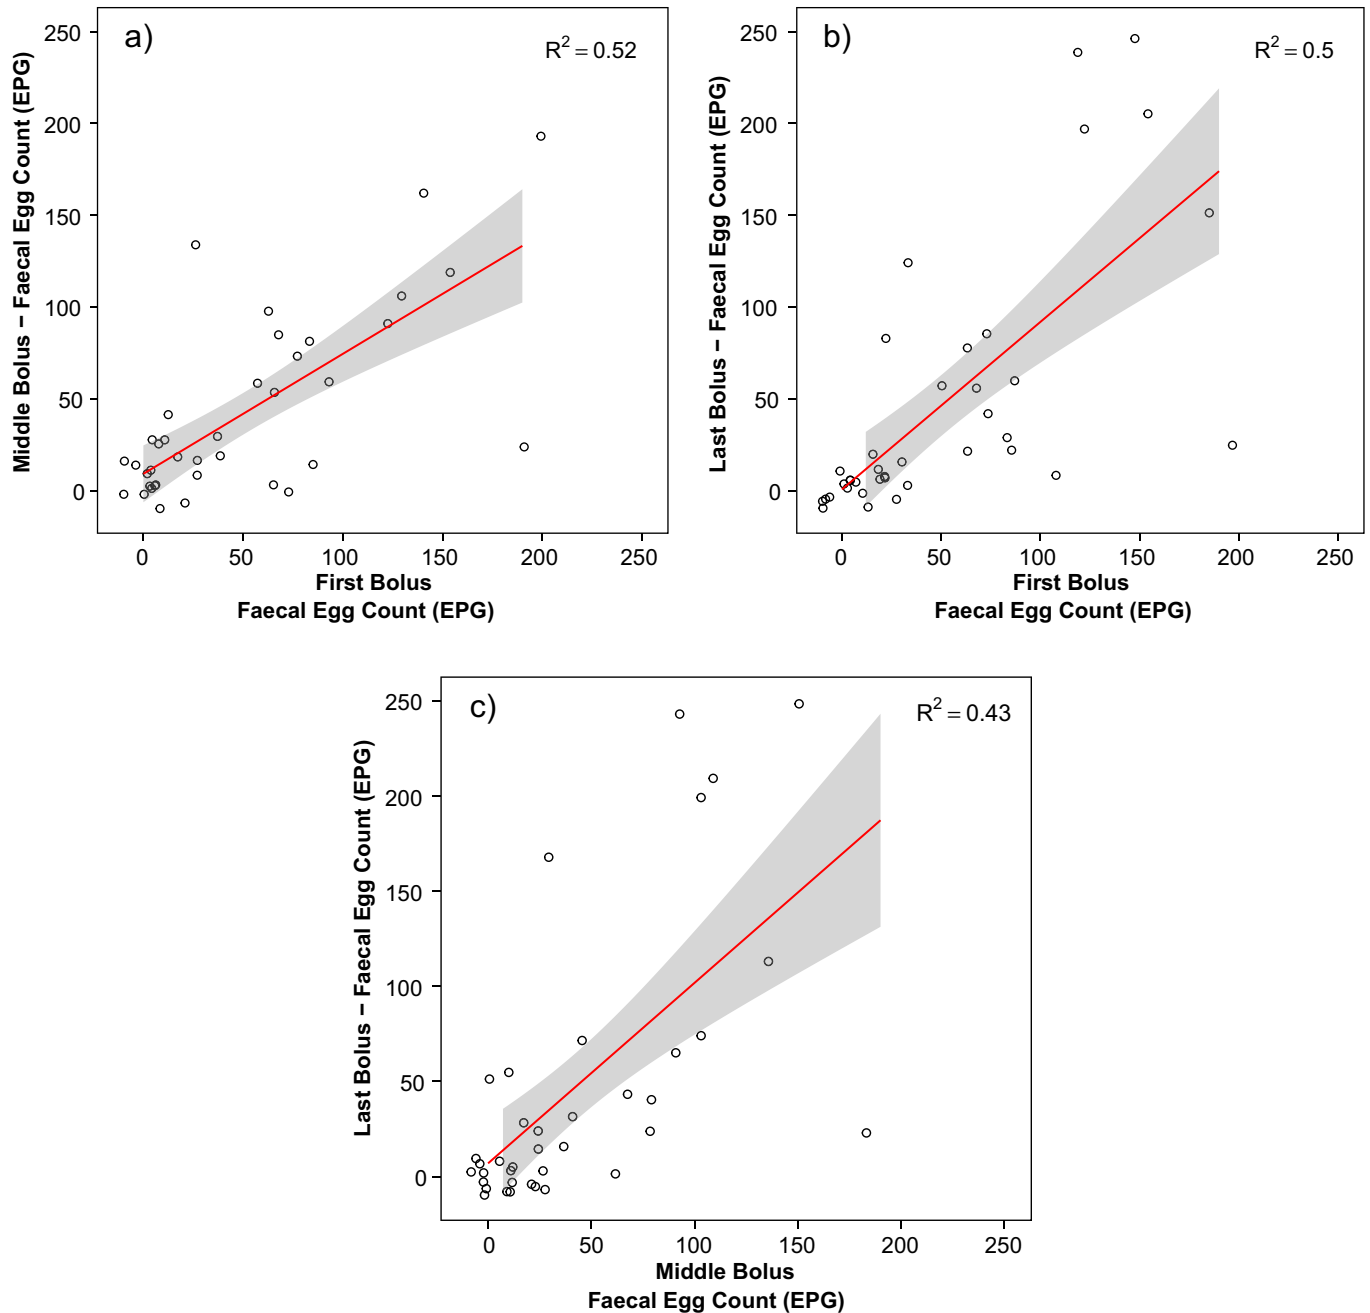 a)
R² = 0.52
Middle Bolus – Faecal Egg Count (EPG)
250
200
150
100
50
0
0 50 100 150 200 250
First Bolus
Faecal Egg Count (EPG)
b)
R² = 0.5
Last Bolus – Faecal Egg Count (EPG)
250
200
150
100
50
0
0 50 100 150 200 250
First Bolus
Faecal Egg Count (EPG)
c)
R² = 0.43
Last Bolus – Faecal Egg Count (EPG)
250
200
150
100
50
0
0 50 100 150 200 250
Middle Bolus
Faecal Egg Count (EPG)